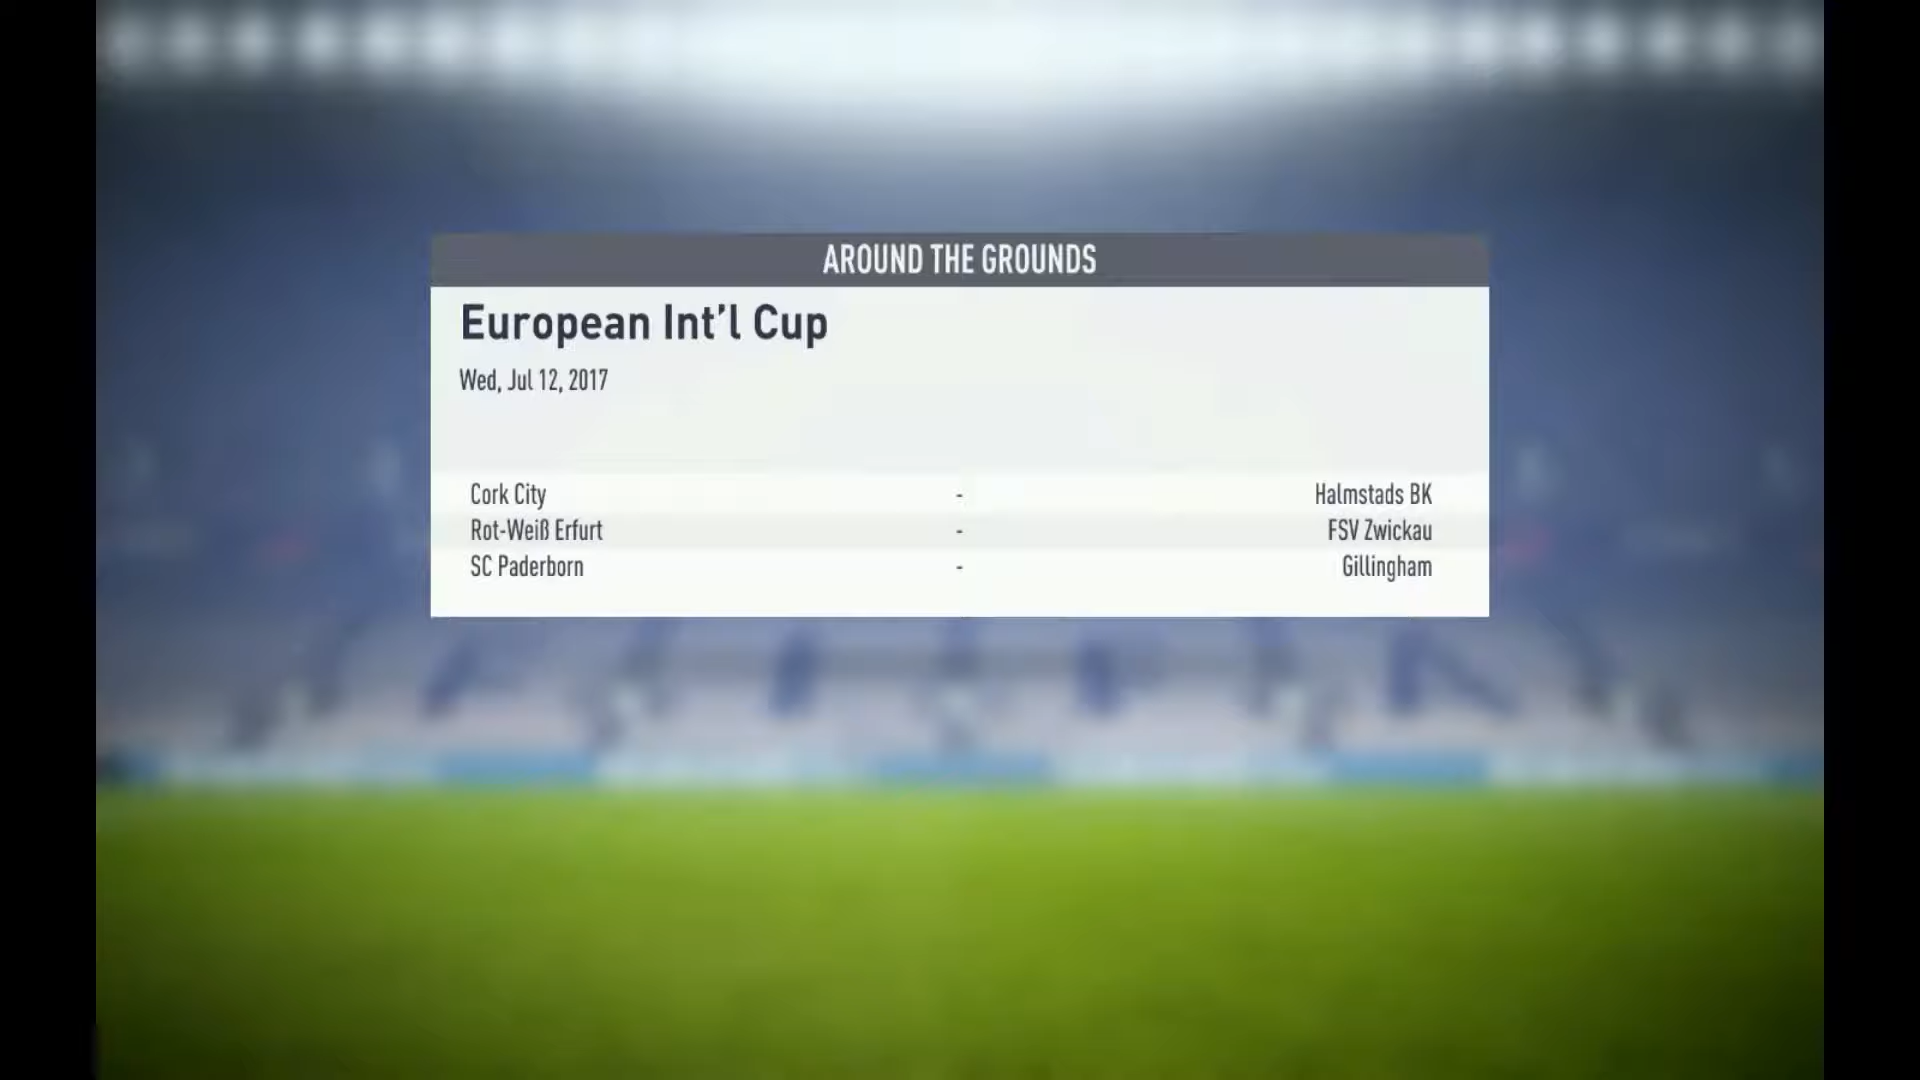 AROUND THE GROUNDS
European Int'l Cup
Wed, Jul 12, 2017
Cork City - Halmstads BK
Rot-Weiß Erfurt - FSV Zwickau
SC Paderborn - Gillingham